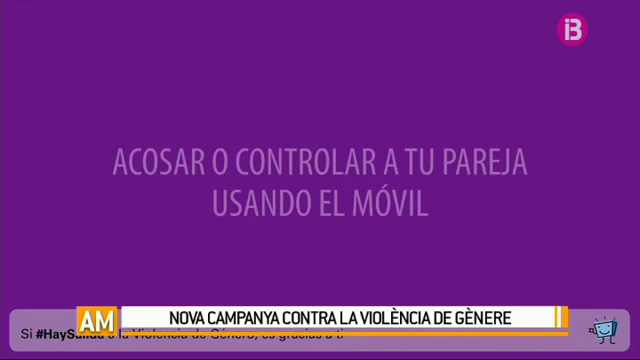 IB
ACOSAR O CONTROLAR A TU PAREJA
USANDO EL MÓVIL
AM NOVA CAMPANYA CONTRA LA VIOLÈNCIA DE GÈNERE
Si #HaySalida a la Violencia de Género, es gracias a ti